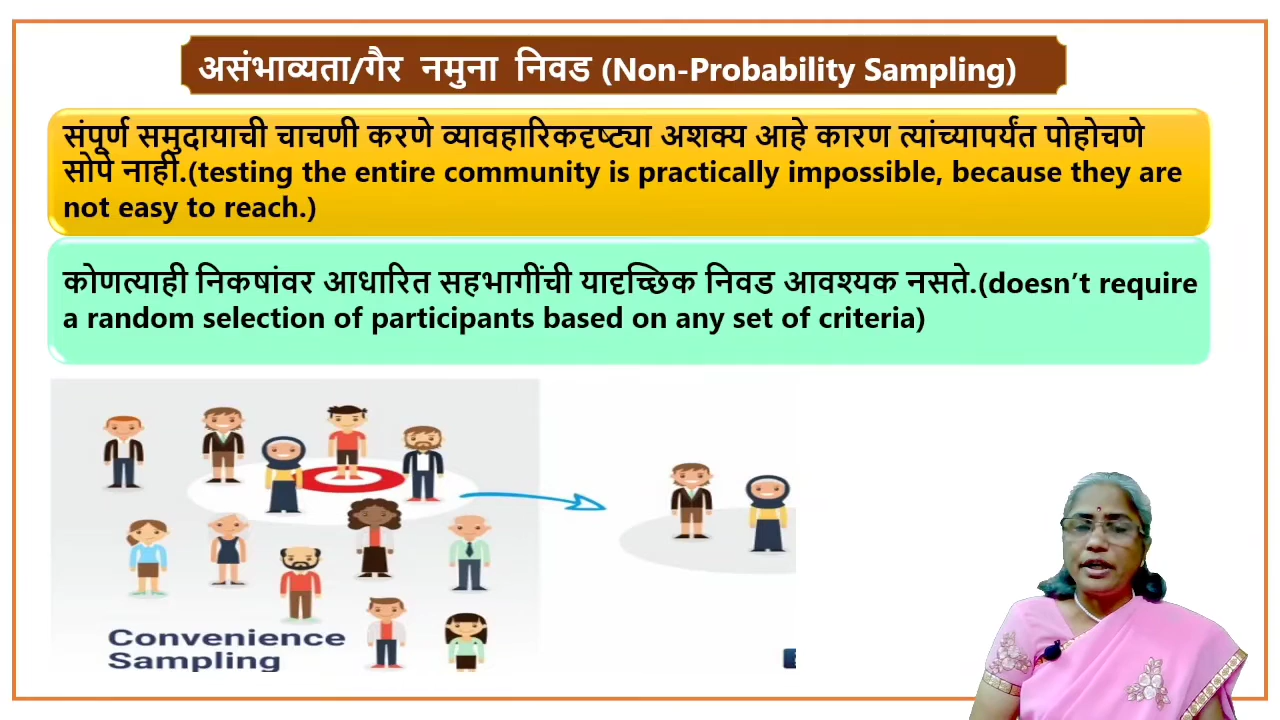 असंभाव्यता/गैर नमुना निवड (Non-Probability Sampling)
संपूर्ण समुदायाची चाचणी करणे व्यावहारिकदृष्ट्या अशक्य आहे कारण त्यांच्यापर्यंत पोहोचणे
सोपे नाही.(testing the entire community is practically impossible, because they are
not easy to reach.)
कोणत्याही निकषांवर आधारित सहभागींची यादृच्छिक निवड आवश्यक नसते.(doesn’t require
a random selection of participants based on any set of criteria)
Convenience
Sampling